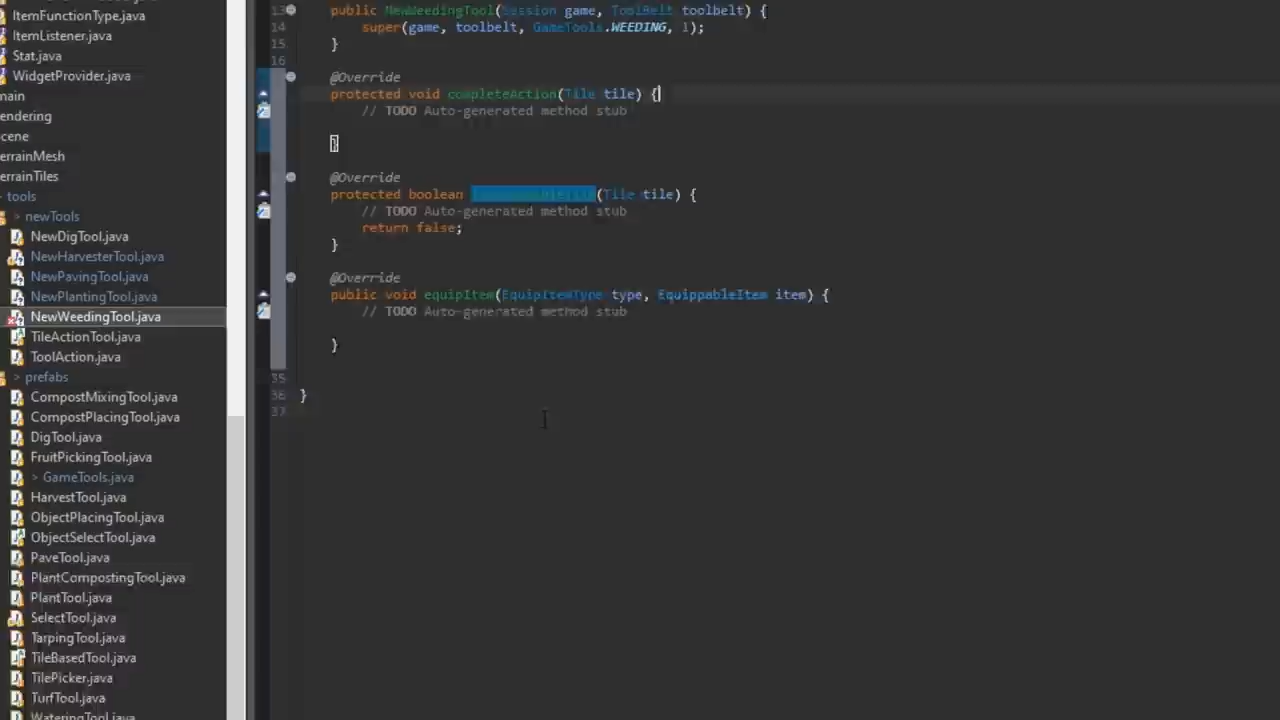 ItemFunctionType.java
ItemListener.java
Stat.java
WidgetProvider.java
main
endering
cene
errainMesh
errainTiles
tools
> newTools
NewDigTool.java
NewHarvesterTool.java
NewPavingTool.java
NewPlantingTool.java
NewWeedingTool.java
TileActionTool.java
ToolAction.java
> prefabs
CompostMixingTool.java
CompostPlacingTool.java
DigTool.java
FruitPickingTool.java
> GameTools.java
HarvestTool.java
ObjectPlacingTool.java
ObjectSelectTool.java
PaveTool.java
PlantCompostingTool.java
PlantTool.java
SelectTool.java
TarpingTool.java
TileBasedTool.java
TilePicker.java
TurfTool.java
WateringTool.java
13 public NewWeedingTool(Session game, ToolBelt toolbelt) {
14 super(game, toolbelt, GameTools.WEEDING, 1);
15 }
16
@Override
protected void completeAction(Tile tile) {
// TODO Auto-generated method stub
}
@Override
protected boolean (Tile tile) {
// TODO Auto-generated method stub
return false;
}
@Override
public void equipItem(EquipItemType type, EquippableItem item) {
// TODO Auto-generated method stub
}
35
36 }
37